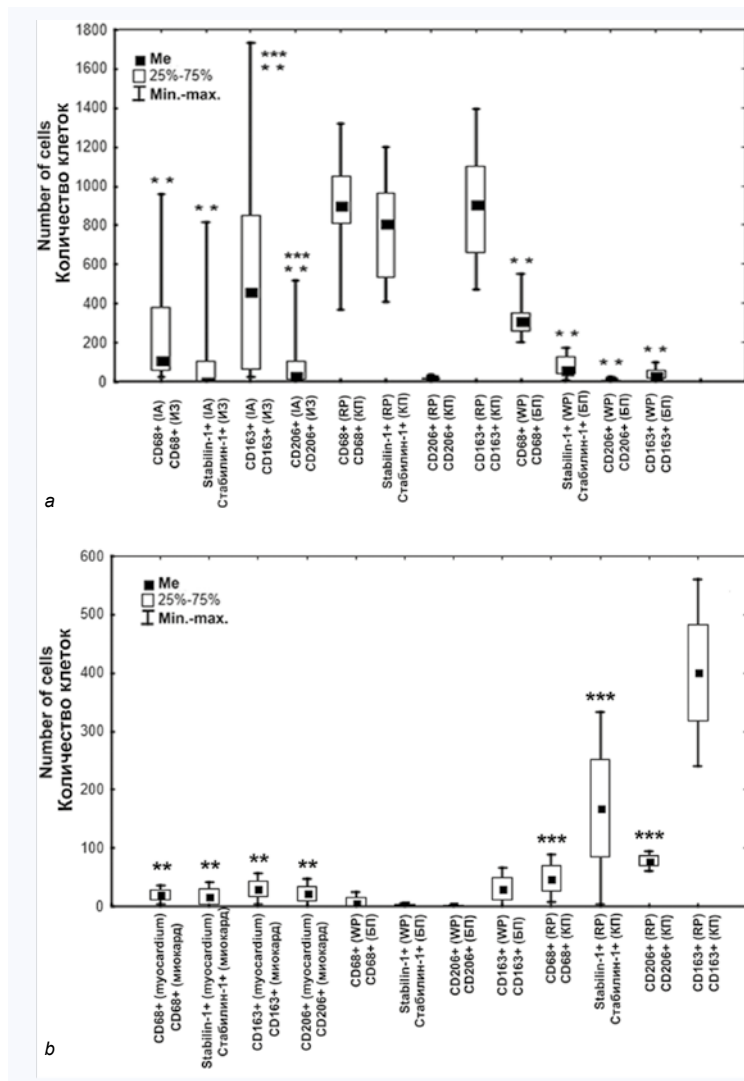 1800
1600
1400
1200
1000
800
600
400
200
0
Number of cells
Количество клеток
Me
25%-75%
Min.-max.
* *
* *
***
* *
***
* *
* *
* *
* *
* *
CD68+ (IA)
CD68+ (ИЗ)
Stabilin-1+ (IA)
Стабилин-1+ (ИЗ)
CD163+ (IA)
CD163+ (ИЗ)
CD206+ (IA)
CD206+ (ИЗ)
CD68+ (RP)
CD68+ (КП)
Stabilin-1+ (RP)
Стабилин-1+ (КП)
CD206+ (RP)
CD206+ (КП)
CD163+ (RP)
CD163+ (КП)
CD68+ (WP)
CD68+ (БП)
Stabilin-1+ (WP)
Стабилин-1+ (БП)
CD206+ (WP)
CD206+ (БП)
CD163+ (WP)
CD163+ (БП)
a
600
500
400
300
200
100
0
Number of cells
Количество клеток
Me
25%-75%
Min.-max.
**
**
**
**
***
***
***
CD68+ (myocardium)
CD68+ (миокард)
Stabilin-1+ (myocardium)
Стабилин-1+ (миокард)
CD163+ (myocardium)
CD163+ (миокард)
CD206+ (myocardium)
CD206+ (миокард)
CD68+ (WP)
CD68+ (БП)
Stabilin-1+ (WP)
Стабилин-1+ (БП)
CD206+ (WP)
CD206+ (БП)
CD163+ (WP)
CD163+ (БП)
CD68+ (RP)
CD68+ (КП)
Stabilin-1+ (RP)
Стабилин-1+ (КП)
CD206+ (RP)
CD206+ (КП)
CD163+ (RP)
CD163+ (КП)
b